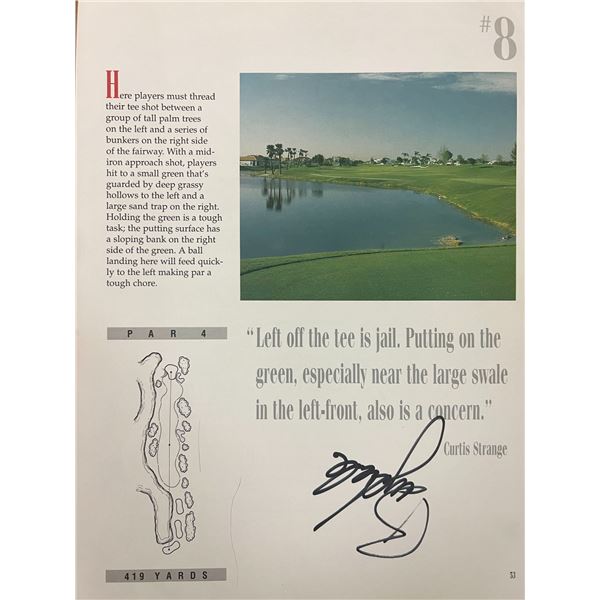 #8
Here players must thread
their tee shot between a
group of tall palm trees
on the left and a series of
bunkers on the right side
of the fairway. With a mid-
iron approach shot, players
hit to a small green that's
guarded by deep grassy
hollows to the left and a
large sand trap on the right.
Holding the green is a tough
task; the putting surface has
a sloping bank on the right
side of the green. A ball
landing here will feed quick-
ly to the left making par a
tough chore.
PAR 4
419 YARDS
"Left off the tee is jail. Putting on the
green, especially near the large swale
in the left-front, also is a concern."
Curtis Strange
53